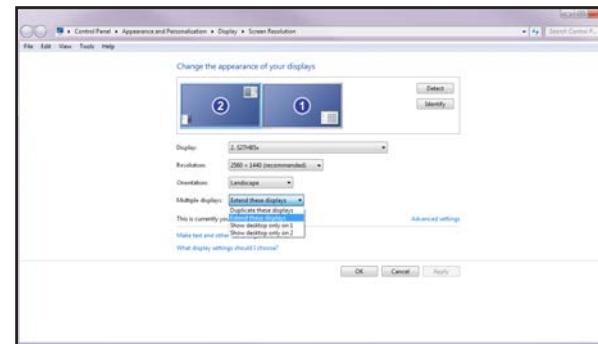 Control Panel ▸ Appearance and Personalization ▸ Display ▸ Screen Resolution
Search Control P...
File Edit View Tools Help
Change the appearance of your displays
2
1
Detect
Identify
Display:
Resolution: 2560 × 1440 (recommended)
Orientation: Landscape
Multiple displays: Extend these displays
Duplicate these displays
This is currently
Extend these displays
Advanced settings
Show desktop only on 1
Make text and other
Show desktop only on 2
What display settings should I choose?
OK Cancel Apply